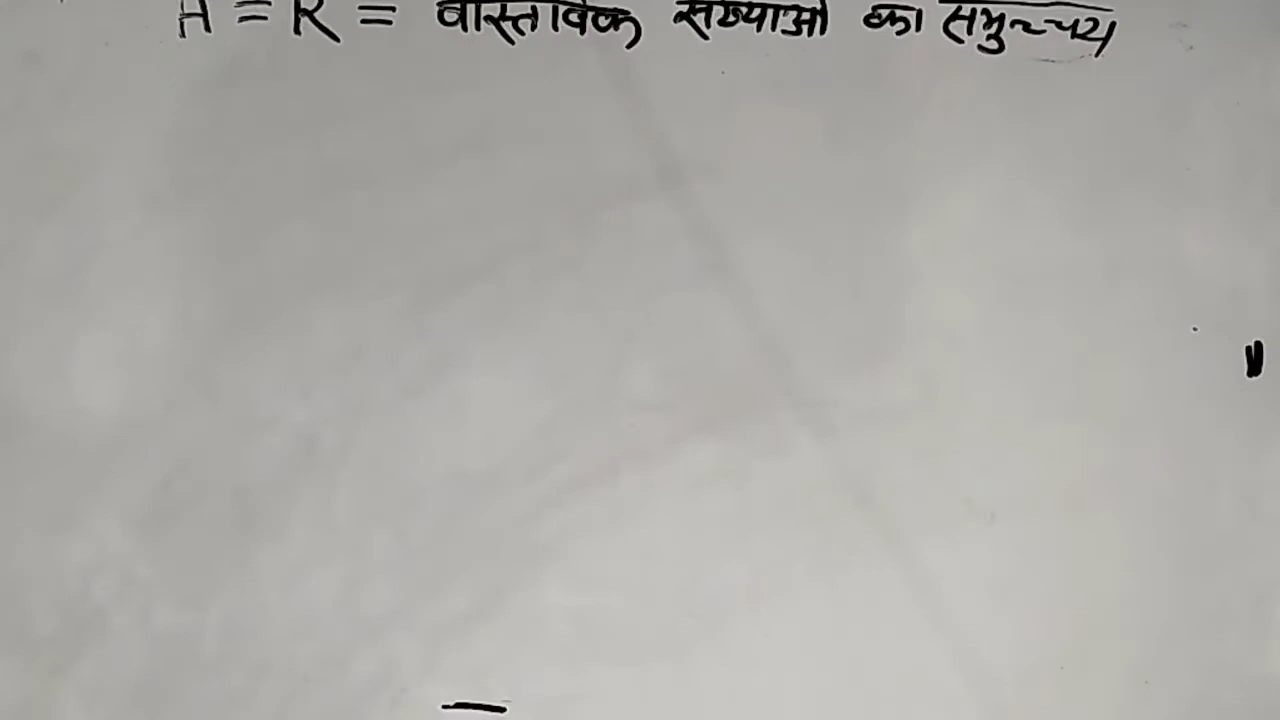 A = R = वास्तविक संख्याओं का समुच्चय